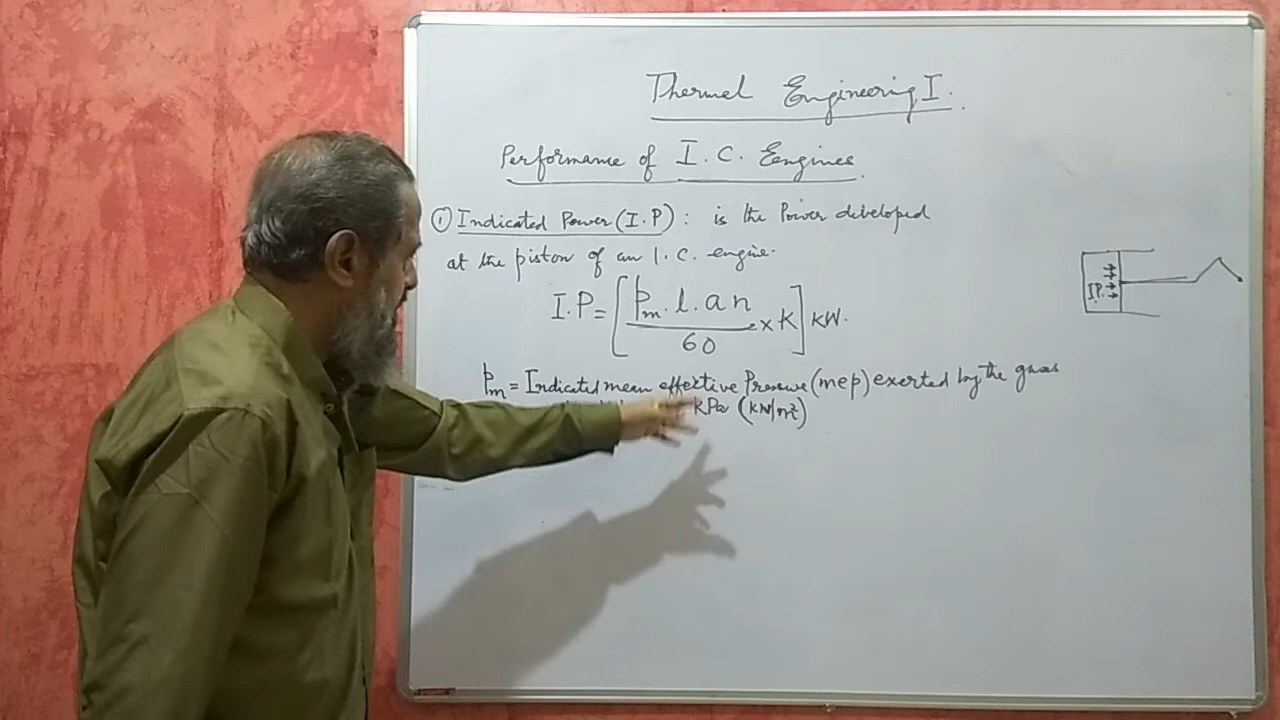 Thermal Engineering I.
Performance of I.C. Eengines
① Indicated Power (I.P) : is the Power developed
at the piston of an I.C. engine.
I.P = [ pm. l. a n / 60 × K ] KW.
I.P.
pm = Indicated mean effective Pressure (mep) exerted by the gases
kPa (KN/m²)